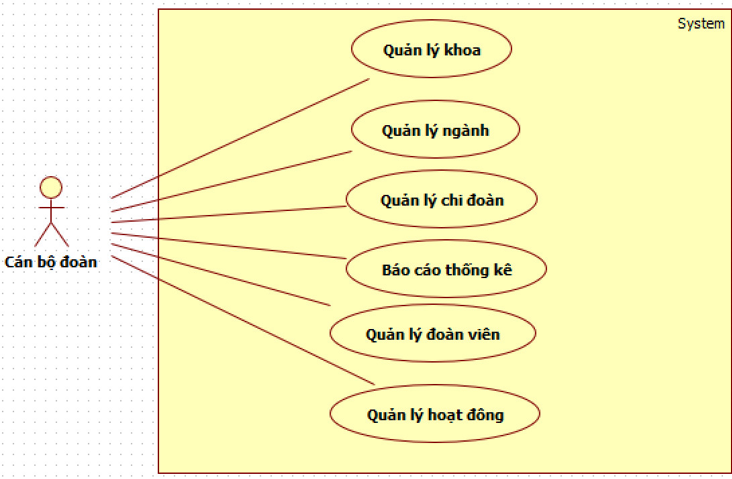 System
Quản lý khoa
Quản lý ngành
Quản lý chi đoàn
Cán bộ đoàn
Báo cáo thống kê
Quản lý đoàn viên
Quản lý hoạt đông